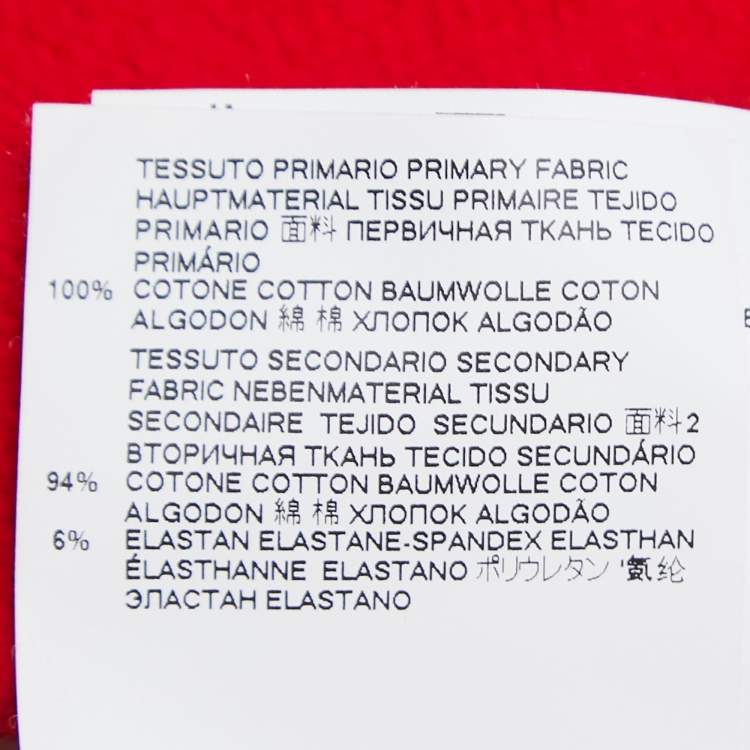 TESSUTO PRIMARIO PRIMARY FABRIC
HAUPTMATERIAL TISSU PRIMAIRE TEJIDO
PRIMARIO 面料 ПЕРВИЧНАЯ ТКАНЬ TECIDO
PRIMÁRIO
100% COTONE COTTON BAUMWOLLE COTON
ALGODON 綿 棉 ХЛОПОК ALGODÃO
TESSUTO SECONDARIO SECONDARY
FABRIC NEBENMATERIAL TISSU
SECONDAIRE TEJIDO SECUNDARIO 面料2
ВТОРИЧНАЯ ТКАНЬ TECIDO SECUNDÁRIO
94% COTONE COTTON BAUMWOLLE COTON
ALGODON 綿 棉 ХЛОПОК ALGODÃO
6% ELASTAN ELASTANE-SPANDEX ELASTHAN
ÉLASTHANNE ELASTANO ポリウレタン '氨纶
ЭЛАСТАН ELASTANO